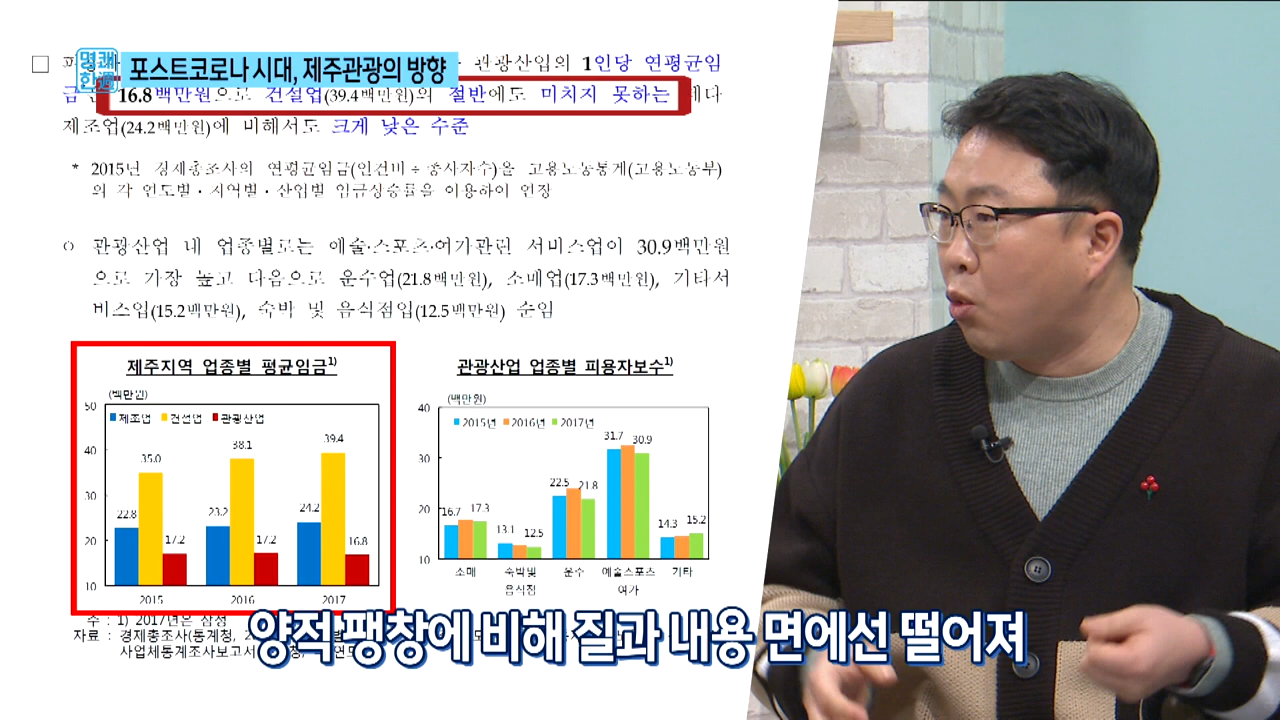 명쾌
한
포스트코로나 시대, 제주관광의 방향
관광산업의 1인당 연평균임
금은 16.8백만원으로 건설업(39.4백만원)의 절반에도 미치지 못하는 데다
제조업(24.2백만원)에 비해서도 크게 낮은 수준
* 2015년 경제총조사의 연평균임금(인건비 ÷ 종사자수)을 고용노동통계(고용노동부)
의 각 연도별·지역별·산업별 임금상승률을 이용하여 연장
○ 관광산업 내 업종별로는 예술·스포츠·여가관련 서비스업이 30.9백만원
으로 가장 높고 다음으로 운수업(21.8백만원), 소매업(17.3백만원), 기타서
비스업(15.2백만원), 숙박 및 음식점업(12.5백만원) 순임
제주지역 업종별 평균임금1)
(백만원)
50
40
30
20
10
제조업 건설업 관광산업
22.8 35.0 17.2
23.2 38.1 17.2
24.2 39.4 16.8
2015 2016 2017
관광산업 업종별 피용자보수1)
(백만원)
40
30
20
10
2015년 2016년 2017년
16.7 17.3 13.1 12.5 22.5 21.8 31.7 30.9 14.3 15.2
소매 숙박및 운수 예술스포츠 기타
음식점 여가
주 : 1) 2017년은 잠정
자료 : 경제총조사(통계청, 2
사업체통계조사보고서
양적 팽창에 비해 질과 내용 면에선 떨어져